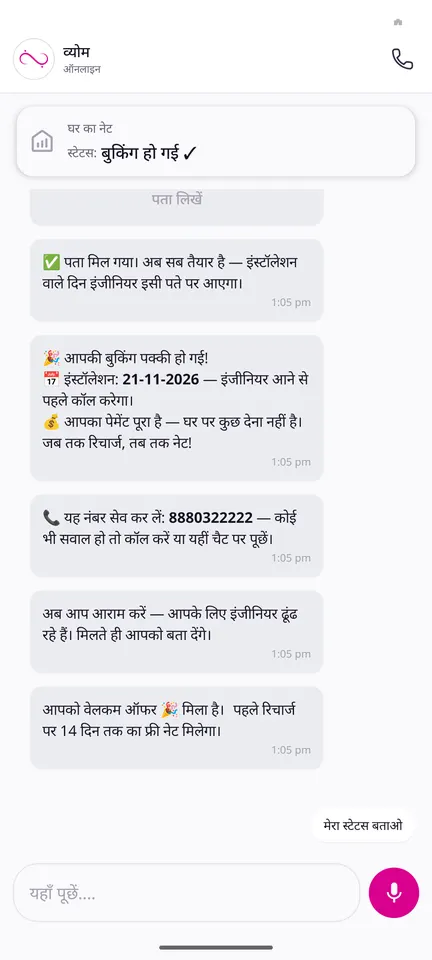 व्योम
ऑनलाइन
घर का नेट
स्टेटस: बुकिंग हो गई ✓
पता लिखें
✅ पता मिल गया। अब सब तैयार है — इंस्टॉलेशन
वाले दिन इंजीनियर इसी पते पर आएगा।
1:05 pm
🎉 आपकी बुकिंग पक्की हो गई!
📅 इंस्टॉलेशन: 21-11-2026 — इंजीनियर आने से
पहले कॉल करेगा।
💰 आपका पेमेंट पूरा है — घर पर कुछ देना नहीं है।
जब तक रिचार्ज, तब तक नेट!
1:05 pm
📞 यह नंबर सेव कर लें: 8880322222 — कोई
भी सवाल हो तो कॉल करें या यहीं चैट पर पूछें।
1:05 pm
अब आप आराम करें — आपके लिए इंजीनियर ढूंढ
रहे हैं। मिलते ही आपको बता देंगे।
1:05 pm
आपको वेलकम ऑफर 🎉 मिला है।  पहले रिचार्ज
पर 14 दिन तक का फ्री नेट मिलेगा।
1:05 pm
मेरा स्टेटस बताओ
यहाँ पूछें....